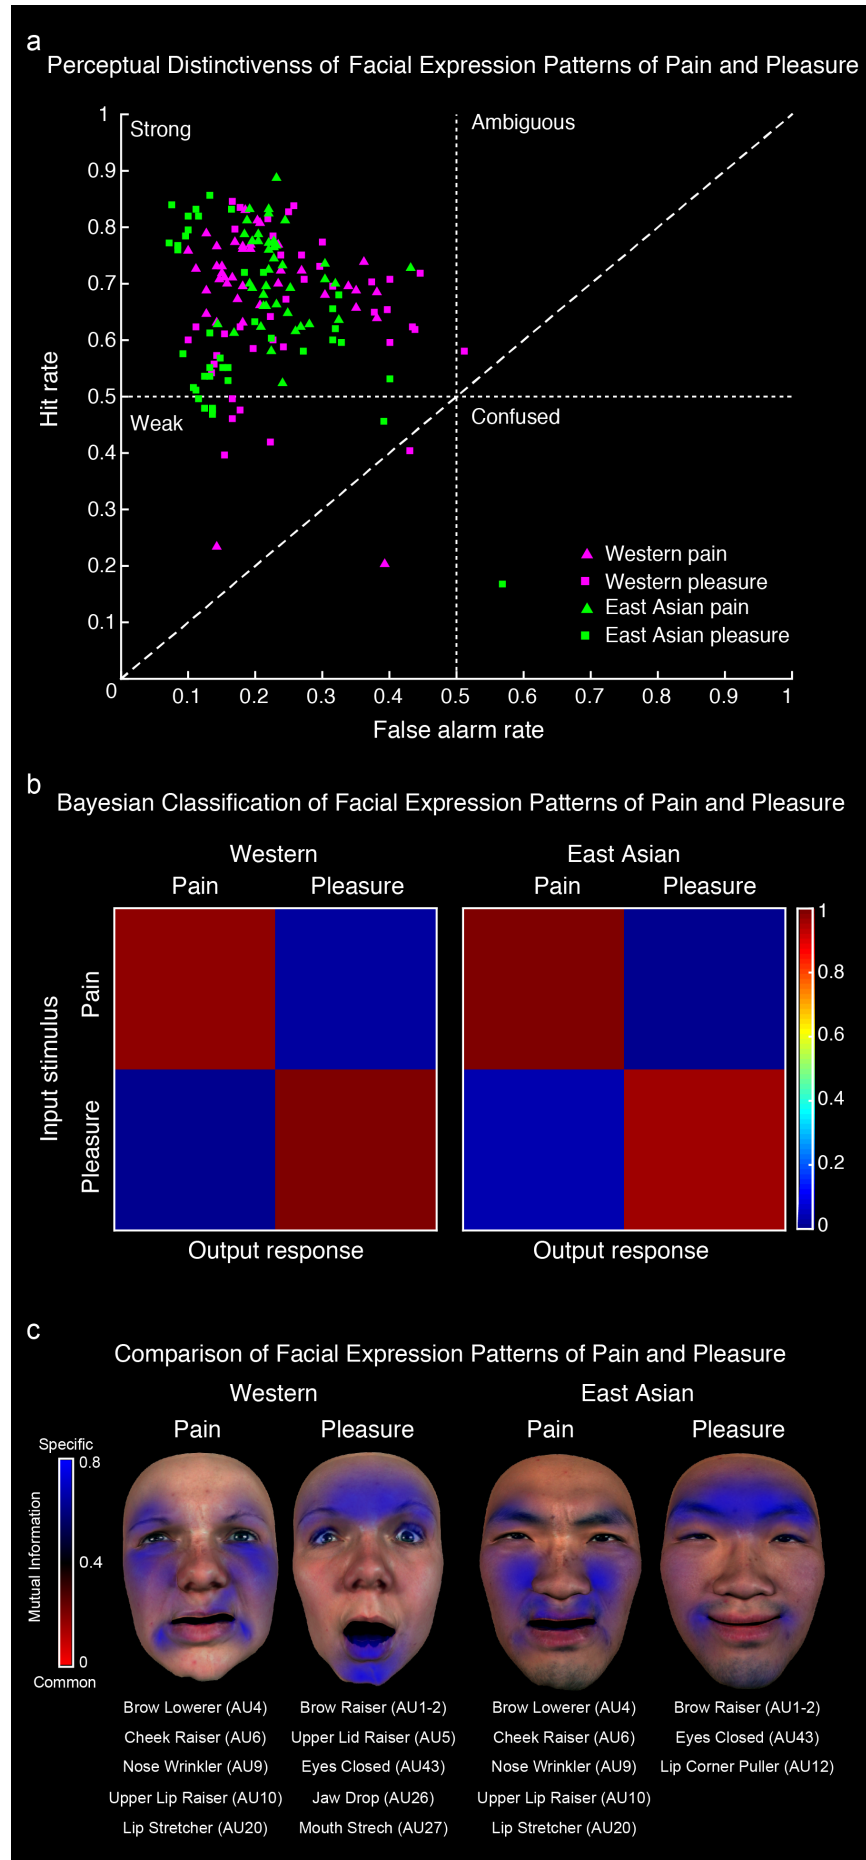 a
Perceptual Distinctivenss of Facial Expression Patterns of Pain and Pleasure
1
Strong
Ambiguous
0.9
0.8
0.7
0.6
0.5
Weak
Confused
0.4
0.3
0.2
0.1
0
Hit rate
Western pain
Western pleasure
East Asian pain
East Asian pleasure
0.1 0.2 0.3 0.4 0.5 0.6 0.7 0.8 0.9 1
False alarm rate
b
Bayesian Classification of Facial Expression Patterns of Pain and Pleasure
Western East Asian
Pain Pleasure Pain Pleasure
Input stimulus
Pain
Pleasure
1
0.8
0.6
0.4
0.2
0
Output response Output response
c
Comparison of Facial Expression Patterns of Pain and Pleasure
Western East Asian
Pain Pleasure Pain Pleasure
Specific
0.8
0.4
0
Mutual Information
Common
Brow Lowerer (AU4) Brow Raiser (AU1-2) Brow Lowerer (AU4) Brow Raiser (AU1-2)
Cheek Raiser (AU6) Upper Lid Raiser (AU5) Cheek Raiser (AU6) Eyes Closed (AU43)
Nose Wrinkler (AU9) Eyes Closed (AU43) Nose Wrinkler (AU9) Lip Corner Puller (AU12)
Upper Lip Raiser (AU10) Jaw Drop (AU26) Upper Lip Raiser (AU10)
Lip Stretcher (AU20) Mouth Strech (AU27) Lip Stretcher (AU20)